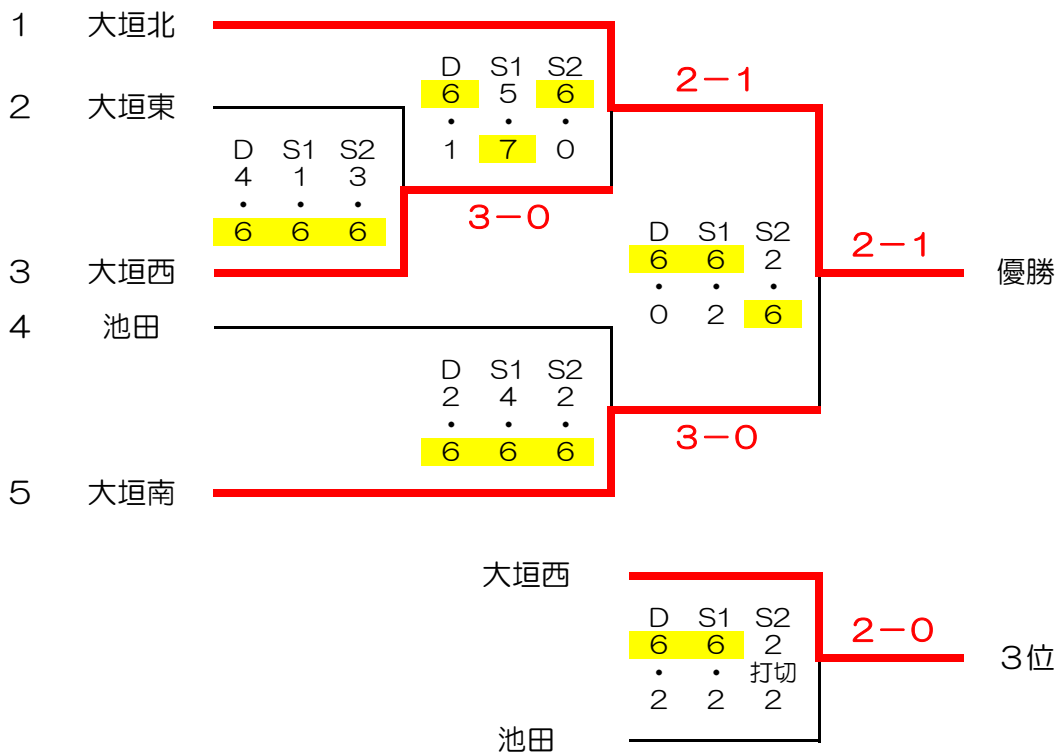 1 大垣北
D S1 S2
6 5 6
・ ・ ・
1 7 0
2-1
2 大垣東
D S1 S2
4 1 3
・ ・ ・
6 6 6
3-0
3 大垣西
D S1 S2
6 6 2
・ ・ ・
0 2 6
2-1
優勝
4 池田
D S1 S2
2 4 2
・ ・ ・
6 6 6
3-0
5 大垣南
大垣西
D S1 S2
6 6 2
・ ・ 打切
2 2 2
2-0
3位
池田